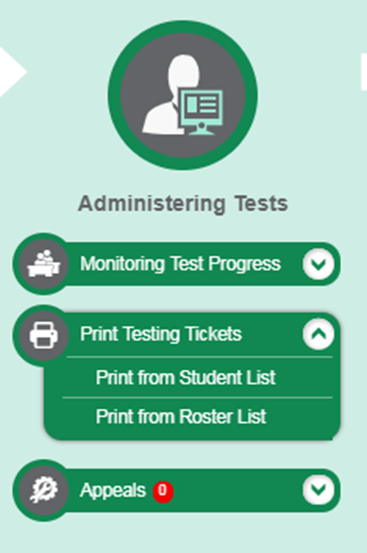 Administering Tests
Monitoring Test Progress
Print Testing Tickets
Print from Student List
Print from Roster List
Appeals 0